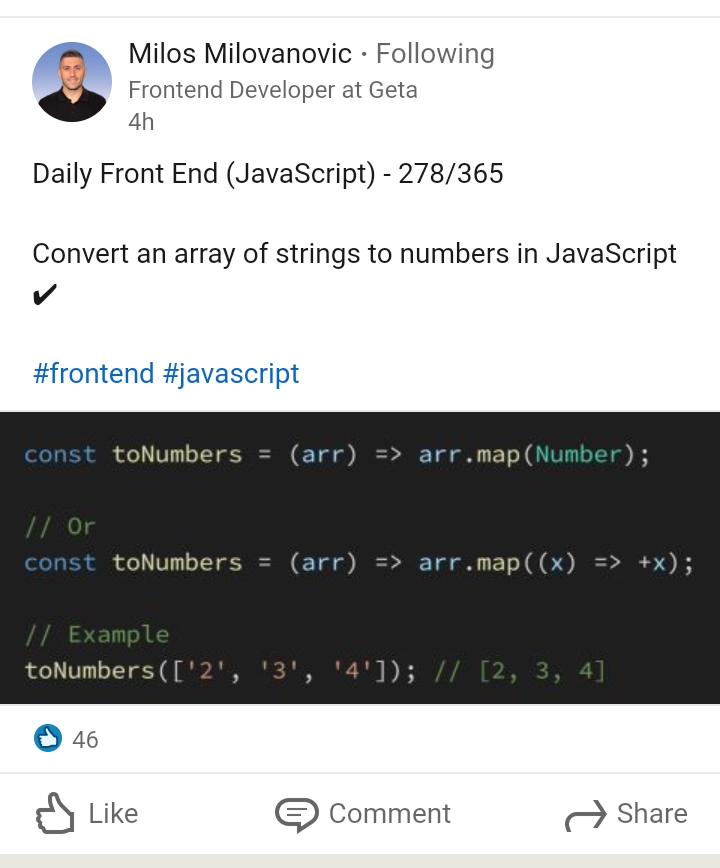 Milos Milovanovic · Following
Frontend Developer at Geta
4h
Daily Front End (JavaScript) - 278/365
Convert an array of strings to numbers in JavaScript
✔
#frontend #javascript
const toNumbers = (arr) => arr.map(Number);
// Or
const toNumbers = (arr) => arr.map((x) => +x);
// Example
toNumbers(['2', '3', '4']); // [2, 3, 4]
46
Like Comment Share